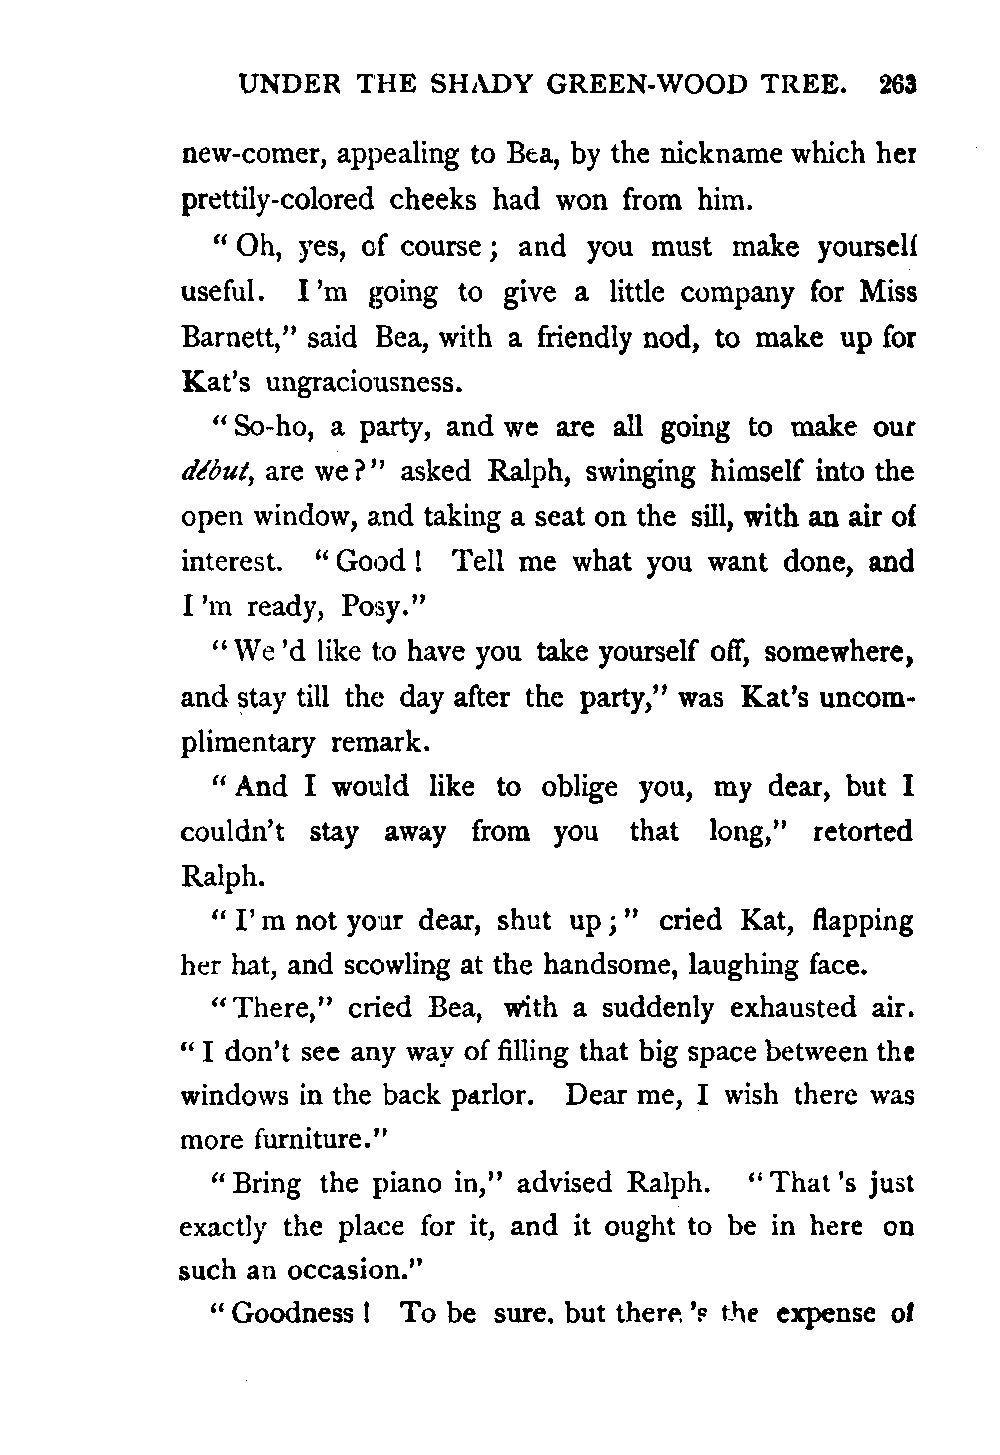 UNDER THE SHADY GREEN-WOOD TREE. 263
new-comer, appealing to Bea, by the nickname which her
prettily-colored cheeks had won from him.
"Oh, yes, of course; and you must make yourself
useful. I'm going to give a little company for Miss
Barnett," said Bea, with a friendly nod, to make up for
Kat's ungraciousness.
"So-ho, a party, and we are all going to make our
début, are we?" asked Ralph, swinging himself into the
open window, and taking a seat on the sill, with an air of
interest. "Good! Tell me what you want done, and
I'm ready, Posy."
"We'd like to have you take yourself off, somewhere,
and stay till the day after the party," was Kat's uncom-
plimentary remark.
"And I would like to oblige you, my dear, but I
couldn't stay away from you that long," retorted
Ralph.
"I'm not your dear, shut up;" cried Kat, flapping
her hat, and scowling at the handsome, laughing face.
"There," cried Bea, with a suddenly exhausted air.
"I don't see any way of filling that big space between the
windows in the back parlor. Dear me, I wish there was
more furniture."
"Bring the piano in," advised Ralph. "That's just
exactly the place for it, and it ought to be in here on
such an occasion."
"Goodness! To be sure, but there's the expense of